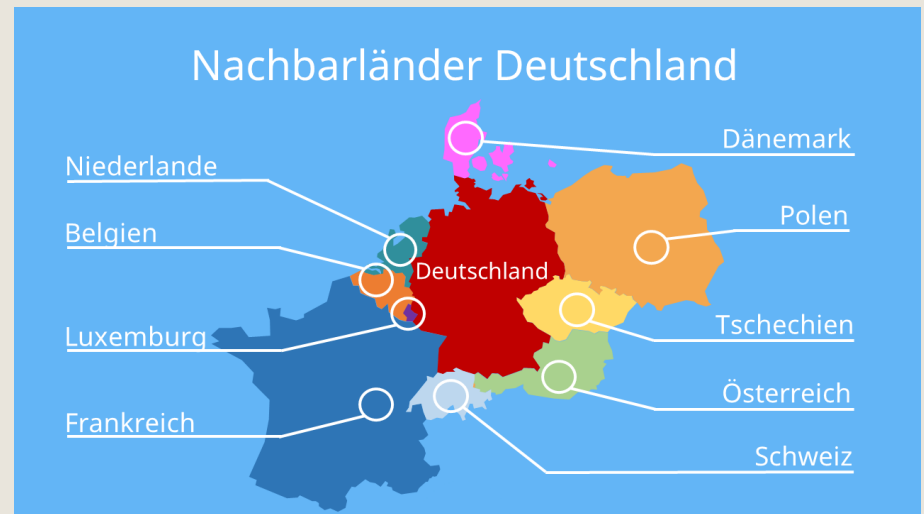 Nachbarländer Deutschland
Dänemark
Niederlande
Polen
Belgien
Deutschland
Luxemburg
Tschechien
Frankreich
Österreich
Schweiz